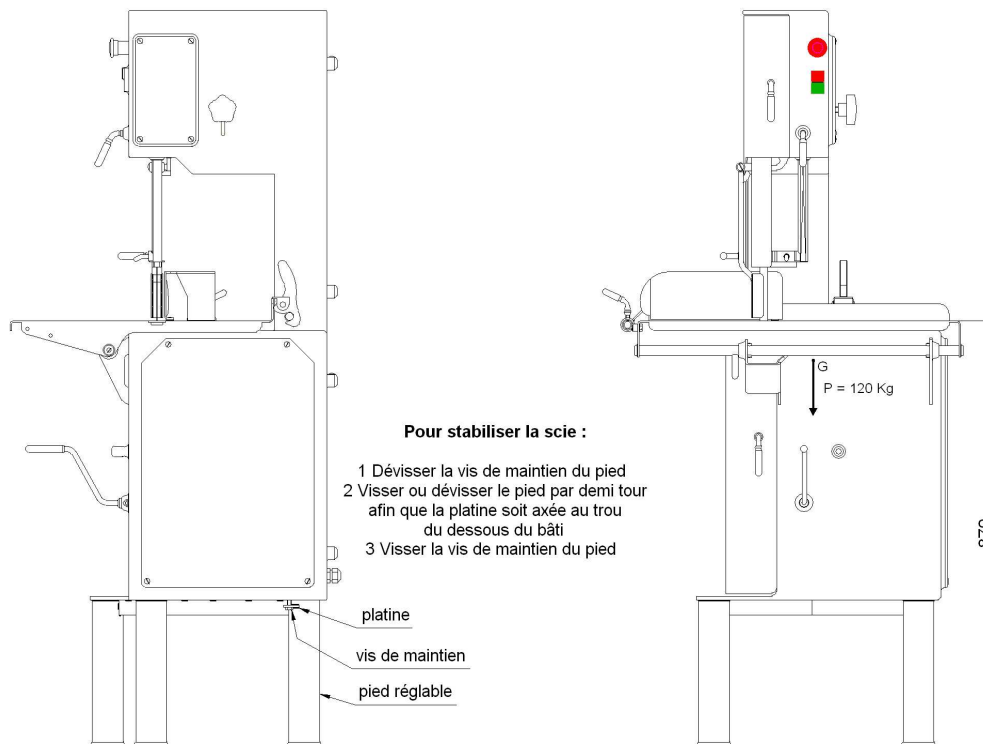 Pour stabiliser la scie :
1 Dévisser la vis de maintien du pied
2 Visser ou dévisser le pied par demi tour
afin que la platine soit axée au trou
du dessous du bâti
3 Visser la vis de maintien du pied
platine
vis de maintien
pied réglable
G
P = 120 Kg